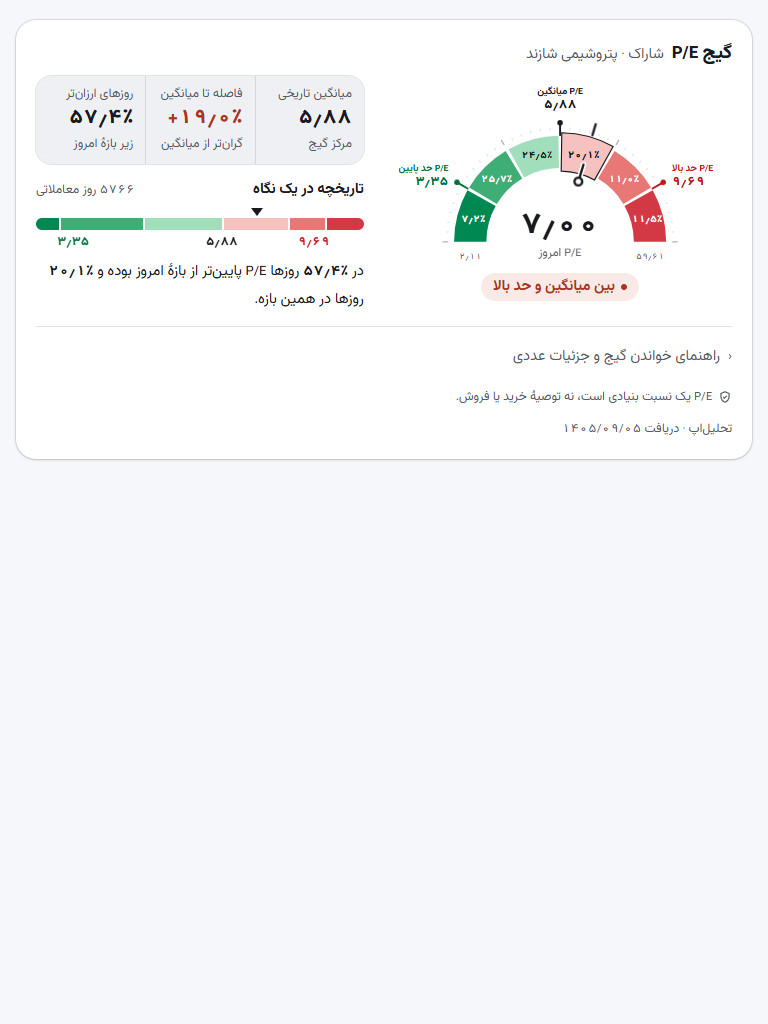 گیج P/E شاراک · پتروشیمی شازند
P/E میانگین
۵٫۸۸
P/E حد بالا
۹٫۶۹
P/E حد پایین
۳٫۳۵
۲۴٫۵٪
۲۰٫۱٪
۲۵٫۷٪
۱۱٫۰٪
۷٫۲٪
۱۱٫۵٪
۷٫۰۰
P/E امروز
۲٫۱۱
۵۹٫۶۱
بین میانگین و حد بالا
میانگین تاریخی
۵٫۸۸
مرکز گیج
فاصله تا میانگین
+۱۹٫۰٪
گران‌تر از میانگین
روزهای ارزان‌تر
۵۷٫۴٪
زیر بازهٔ امروز
تاریخچه در یک نگاه
۵۷۶۶ روز معاملاتی
۳٫۳۵
۵٫۸۸
۹٫۶۹
در ۵۷٫۴٪ روزها P/E پایین‌تر از بازهٔ امروز بوده و ۲۰٫۱٪
روزها در همین بازه.
‹ راهنمای خواندن گیج و جزئیات عددی
P/E یک نسبت بنیادی است، نه توصیهٔ خرید یا فروش.
تحلیل‌اپ · دریافت ۱۴۰۵/۰۹/۰۵